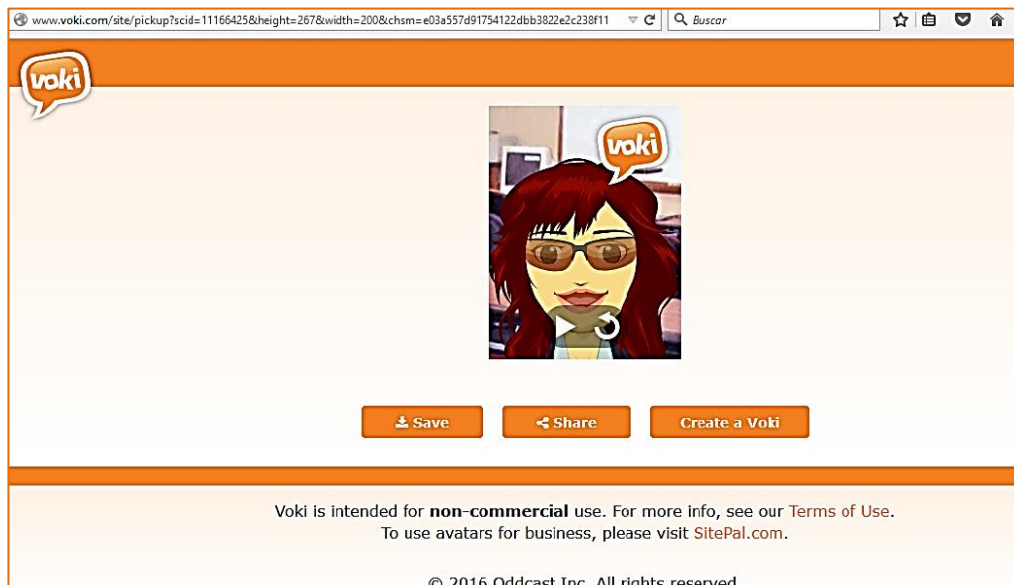 www.voki.com/site/pickup?scid=11166425&height=267&width=200&chsm=e03a557d91754122dbb3822e2c238f11
Buscar
voki
voki
Save
Share
Create a Voki
Voki is intended for non-commercial use. For more info, see our Terms of Use.
To use avatars for business, please visit SitePal.com.
© 2016 Oddcast Inc. All rights reserved